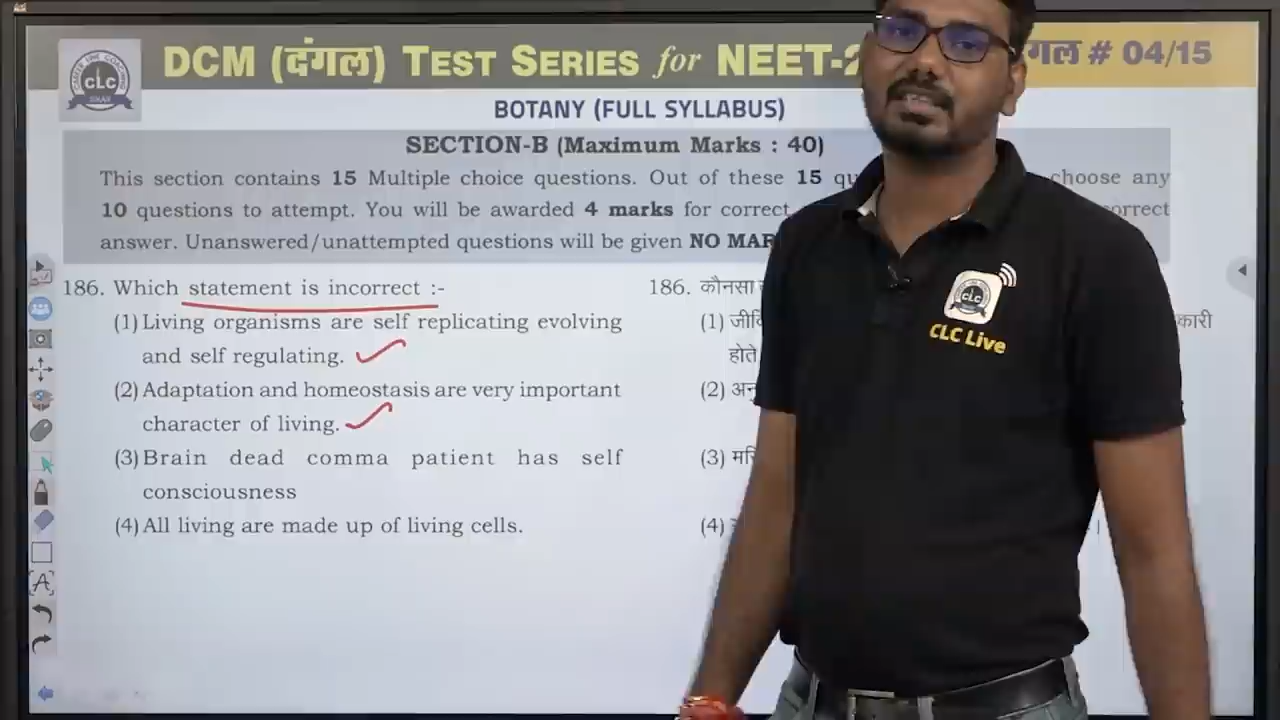 DCM (दंगल) TEST SERIES for NEET-2
गल # 04/15
CLC
SIKAR
BOTANY (FULL SYLLABUS)
SECTION-B (Maximum Marks : 40)
This section contains 15 Multiple choice questions. Out of these 15 qu choose any
10 questions to attempt. You will be awarded 4 marks for correct orrect
answer. Unanswered/unattempted questions will be given NO MAR
186. Which statement is incorrect :-
(1) Living organisms are self replicating evolving
and self regulating.
(2) Adaptation and homeostasis are very important
character of living.
(3) Brain dead comma patient has self
consciousness
(4) All living are made up of living cells.
186. कौनसा
(1) कारी
होते
(2)
(3)
(4)
CLC
CLC Live